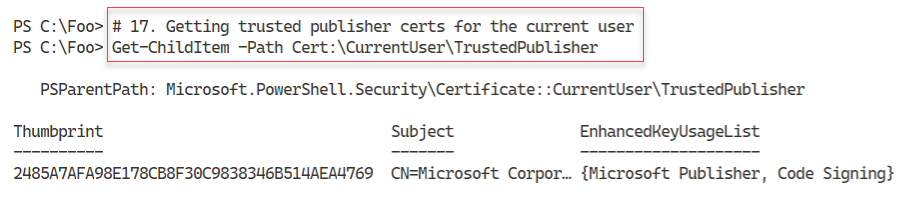 PS C:\Foo> # 17. Getting trusted publisher certs for the current user
PS C:\Foo> Get-ChildItem -Path Cert:\CurrentUser\TrustedPublisher
PSParentPath: Microsoft.PowerShell.Security\Certificate::CurrentUser\TrustedPublisher
Thumbprint Subject EnhancedKeyUsageList
---------- ------- --------------------
2485A7AFA98E178CB8F30C9838346B514AEA4769 CN=Microsoft Corpor… {Microsoft Publisher, Code Signing}